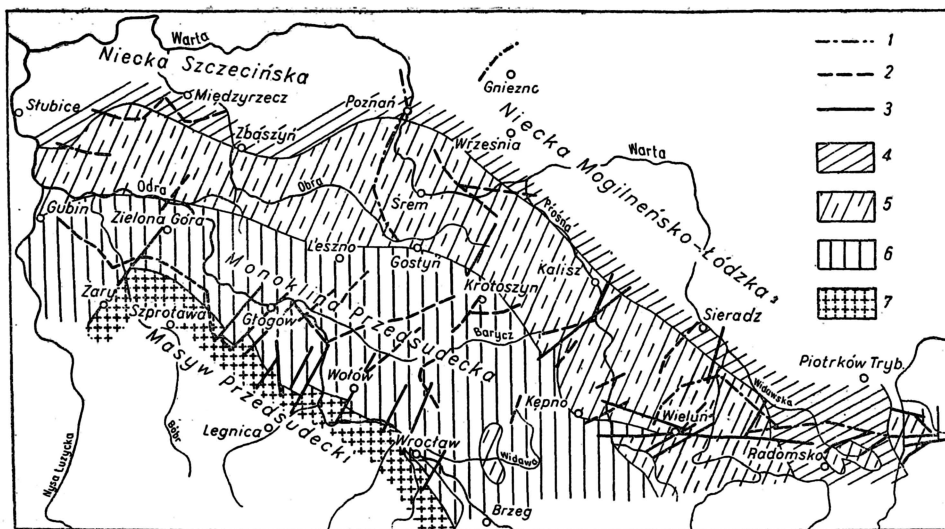 Warta
Niecka Szczecińska
Gniezno
Słubice
Międzyrzecz
Poznań
Zbąszyń
Września
Niecka Mogilneńsko-Łódzka
Warta
Odra
Obra
Śrem
Prosna
Gubin
Zielona Góra
Leszno
Gostyń
Kalisz
Monoklina Przedsudecka
Krotoszyn
Żary
Szprotawa
Głogów
Barycz
Sieradz
Masyw Przedsudecki
Wołów
Piotrków Tryb.
Kępno
Wieluń
Widawska
Bóbr
Legnica
Wrocław
Widawa
Radomsko
Nysa Łużycka
Brzeg
1
2
3
4
5
6
7